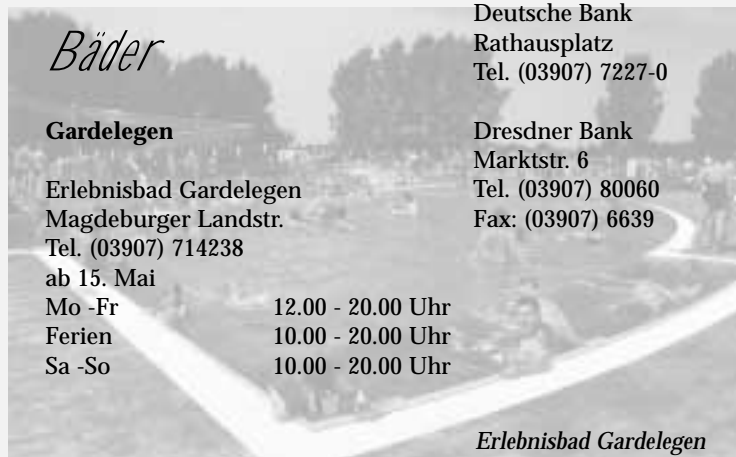 Bäder
Gardelegen
Erlebnisbad Gardelegen
Magdeburger Landstr.
Tel. (03907) 714238
ab 15. Mai
Mo -Fr 12.00 - 20.00 Uhr
Ferien 10.00 - 20.00 Uhr
Sa -So 10.00 - 20.00 Uhr
Deutsche Bank
Rathausplatz
Tel. (03907) 7227-0
Dresdner Bank
Marktstr. 6
Tel. (03907) 80060
Fax: (03907) 6639
Erlebnisbad Gardelegen